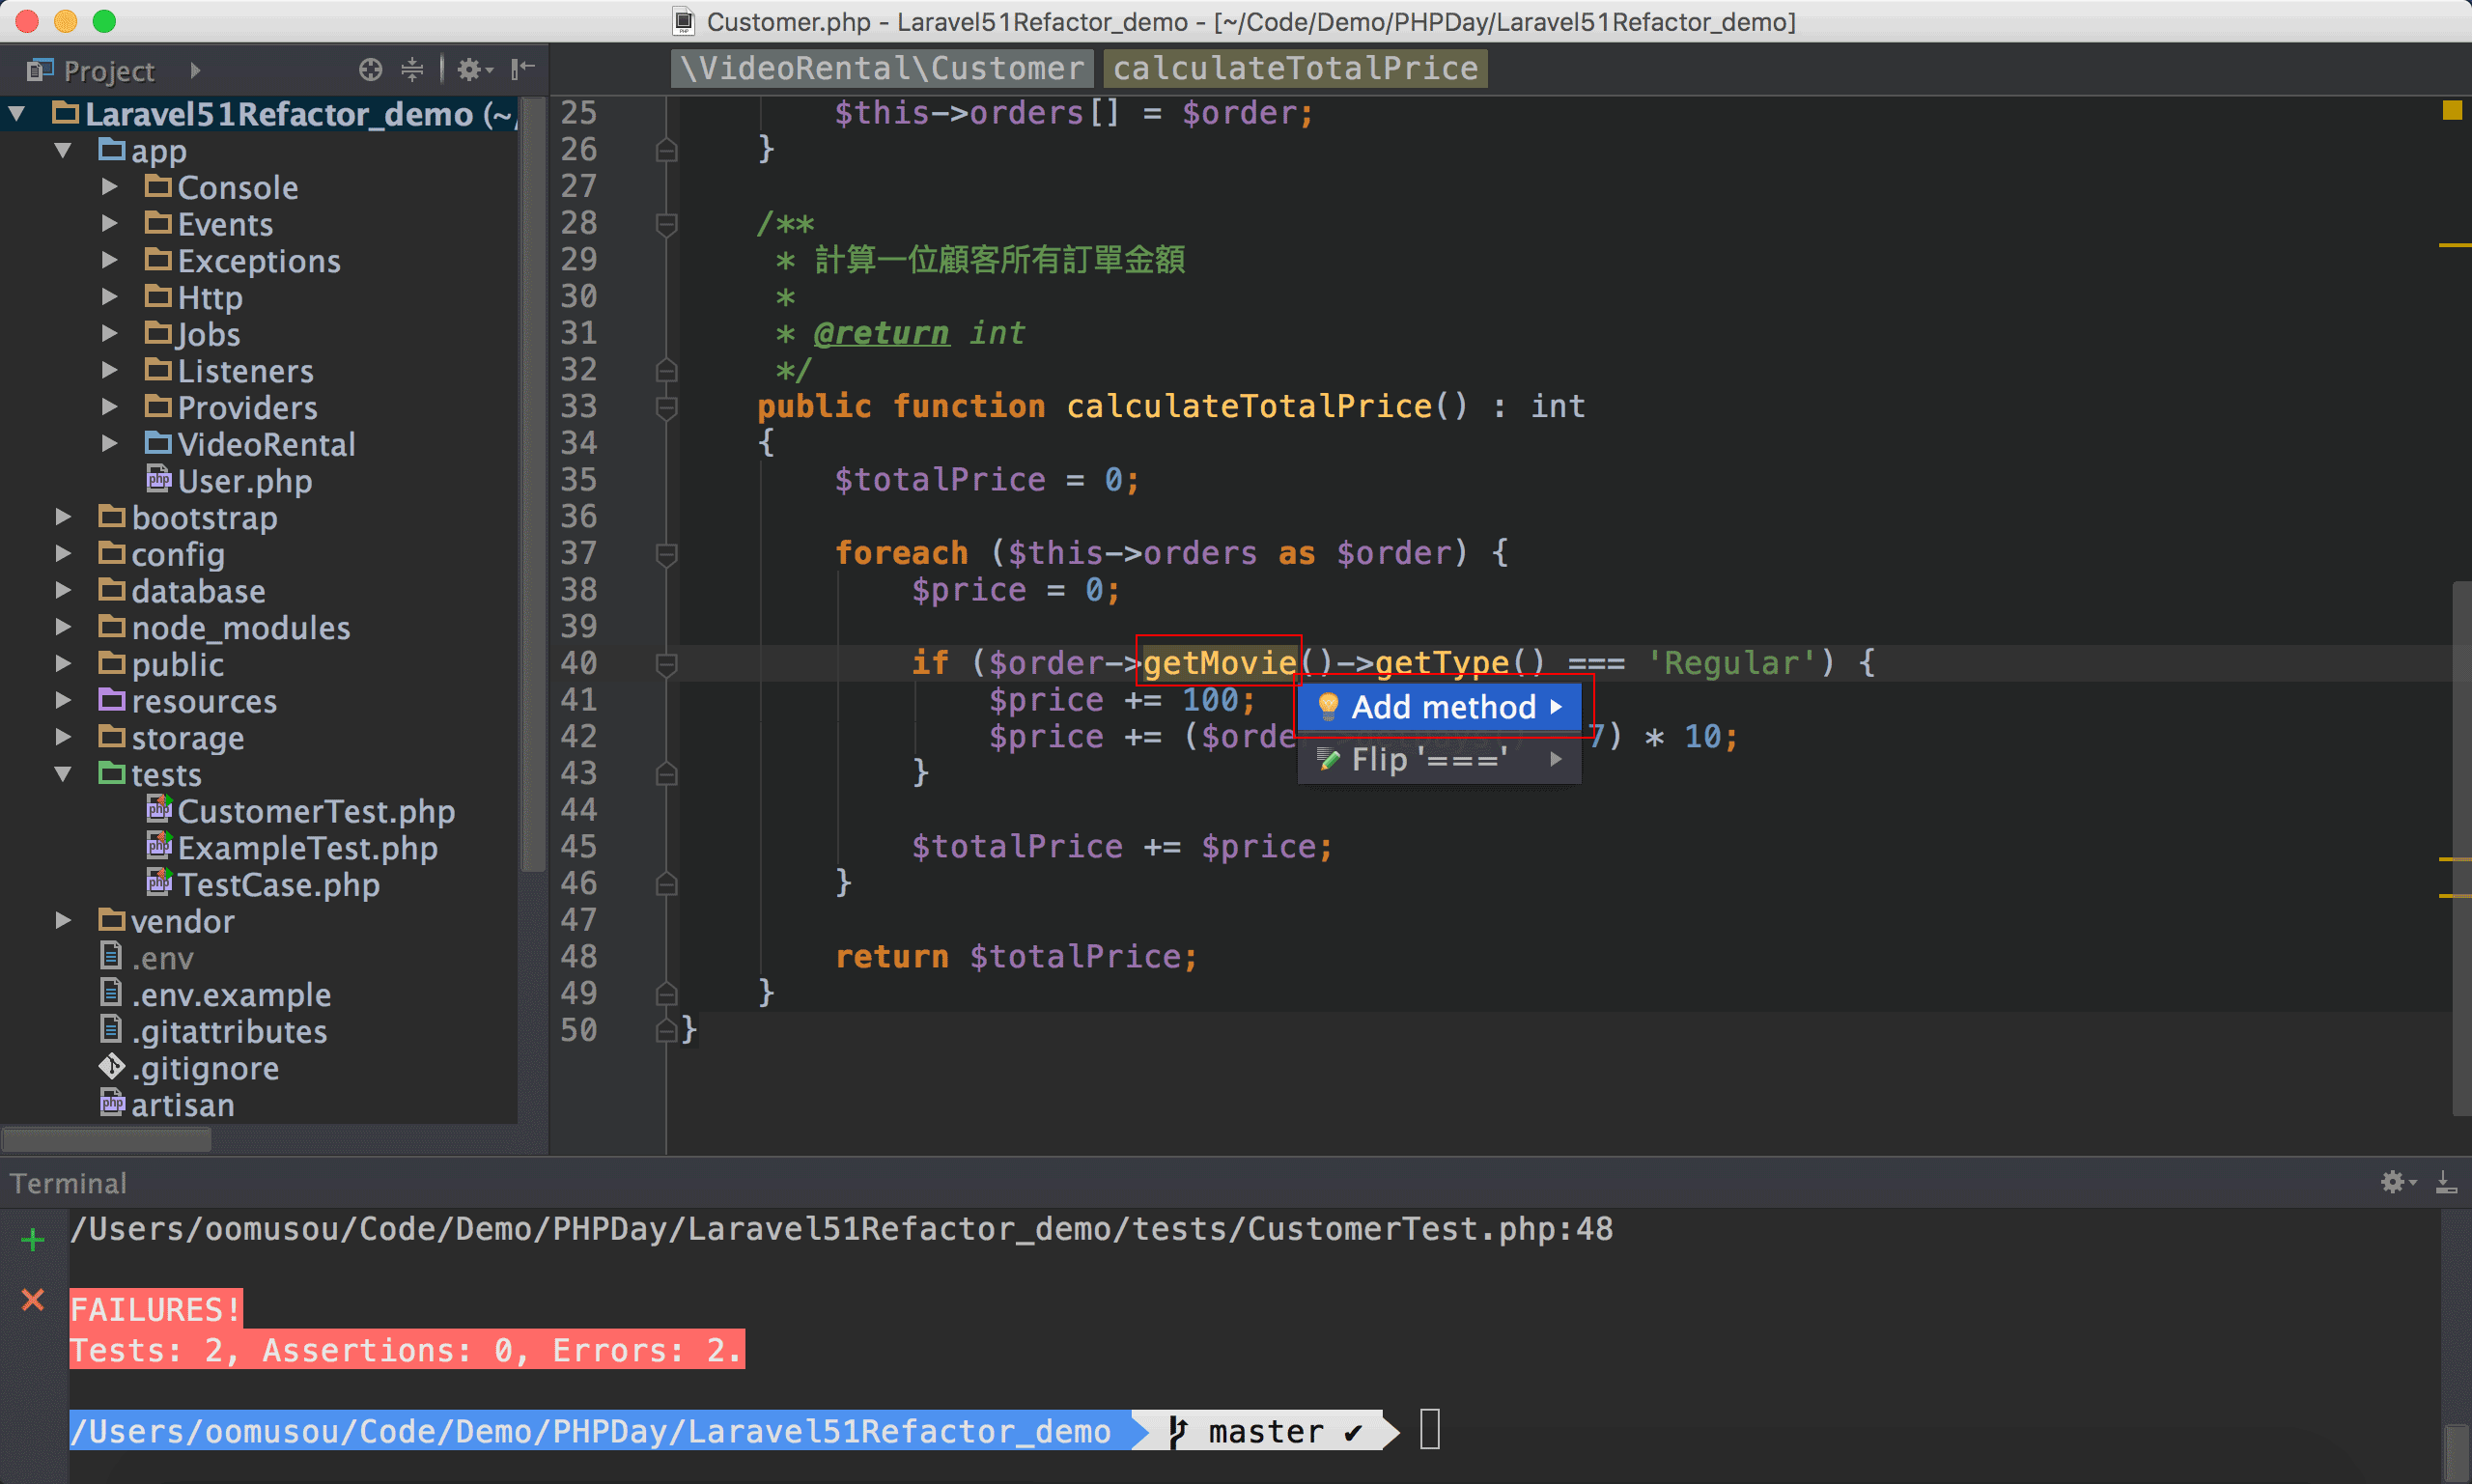 Customer.php - Laravel51Refactor_demo - [~/Code/Demo/PHPDay/Laravel51Refactor_demo]
Project
\VideoRental\Customer calculateTotalPrice
Laravel51Refactor_demo (~/
app
Console
Events
Exceptions
Http
Jobs
Listeners
Providers
VideoRental
User.php
bootstrap
config
database
node_modules
public
resources
storage
tests
CustomerTest.php
ExampleTest.php
TestCase.php
vendor
.env
.env.example
.gitattributes
.gitignore
artisan
25 $this->orders[] = $order;
26 }
27
28 /**
29 * 計算一位顧客所有訂單金額
30 *
31 * @return int
32 */
33 public function calculateTotalPrice() : int
34 {
35 $totalPrice = 0;
36
37 foreach ($this->orders as $order) {
38 $price = 0;
39
40 if ($order->getMovie()->getType() === 'Regular') {
41 $price += 100;
42 $price += ($order 7) * 10;
43 }
44
45 $totalPrice += $price;
46 }
47
48 return $totalPrice;
49 }
50 }
Add method
Flip '==='
Terminal
/Users/oomusou/Code/Demo/PHPDay/Laravel51Refactor_demo/tests/CustomerTest.php:48
FAILURES!
Tests: 2, Assertions: 0, Errors: 2.
/Users/oomusou/Code/Demo/PHPDay/Laravel51Refactor_demo master ✔